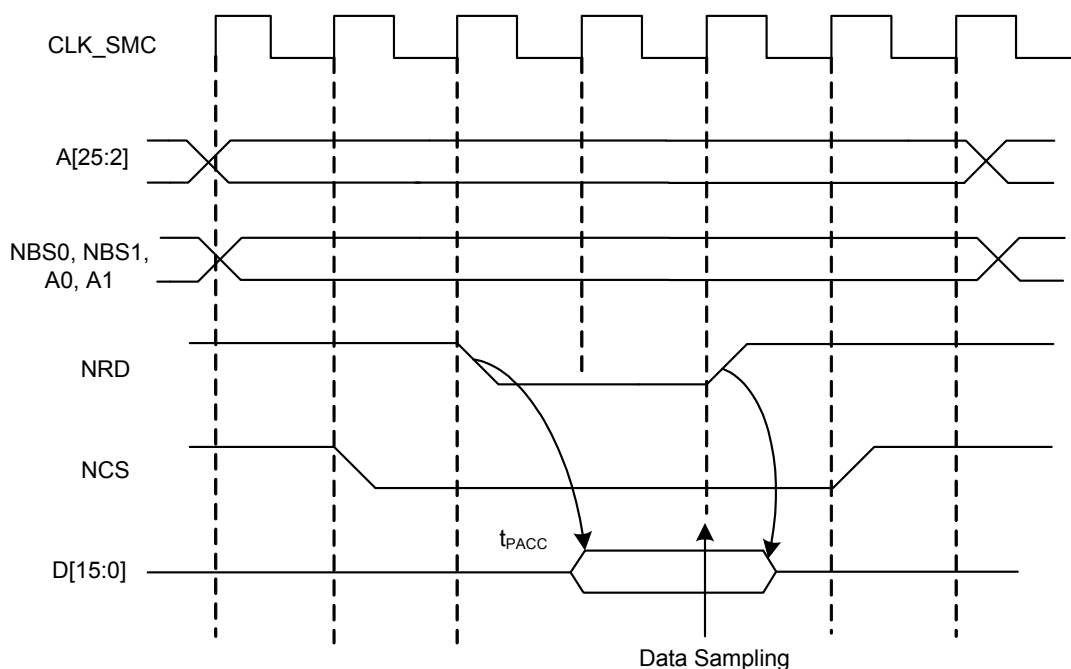 CLK_SMC
A[25:2]
NBS0, NBS1,
A0, A1
NRD
NCS
tPACC
D[15:0]
Data Sampling